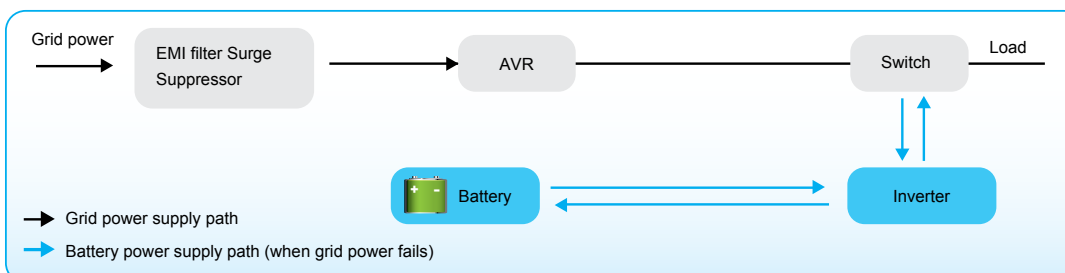 Grid power
EMI filter Surge
Suppressor
AVR
Switch
Load
+ -
Battery
Inverter
Grid power supply path
Battery power supply path (when grid power fails)